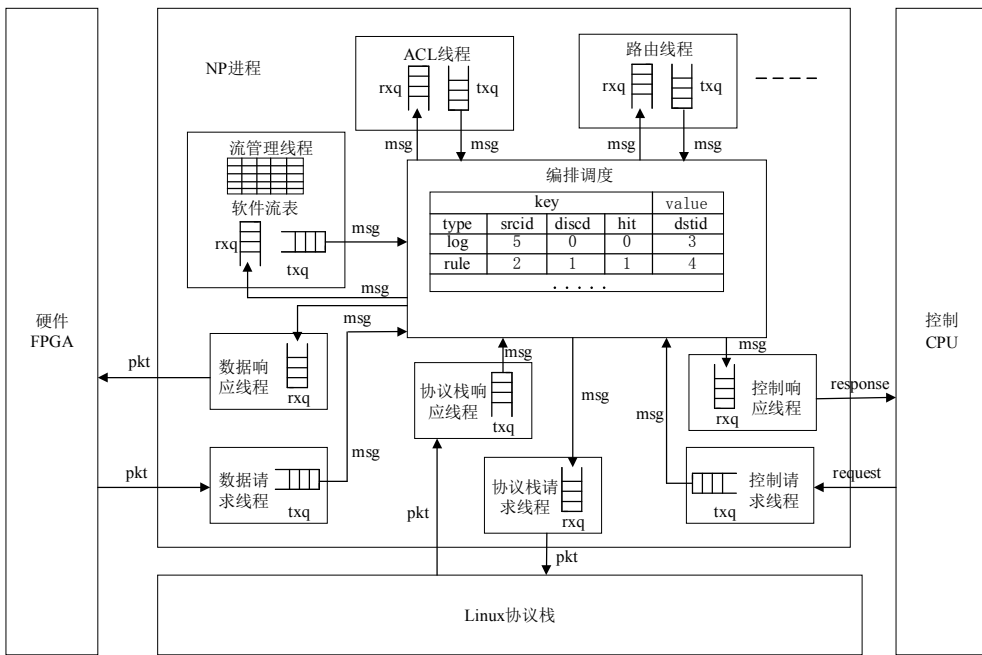 NP进程
ACL线程
rxq
txq
路由线程
rxq
txq
msg
msg
msg
msg
流管理线程
软件流表
rxq
txq
msg
msg
编排调度
key
value
type
srcid
discd
hit
dstid
log
5
0
0
3
rule
2
1
1
4
. . . . .
硬件
FPGA
控制
CPU
msg
数据响
应线程
rxq
pkt
msg
协议栈响
应线程
txq
msg
msg
msg
控制响
应线程
rxq
response
pkt
数据请
求线程
txq
msg
协议栈请
求线程
rxq
控制请
求线程
txq
request
pkt
pkt
Linux协议栈